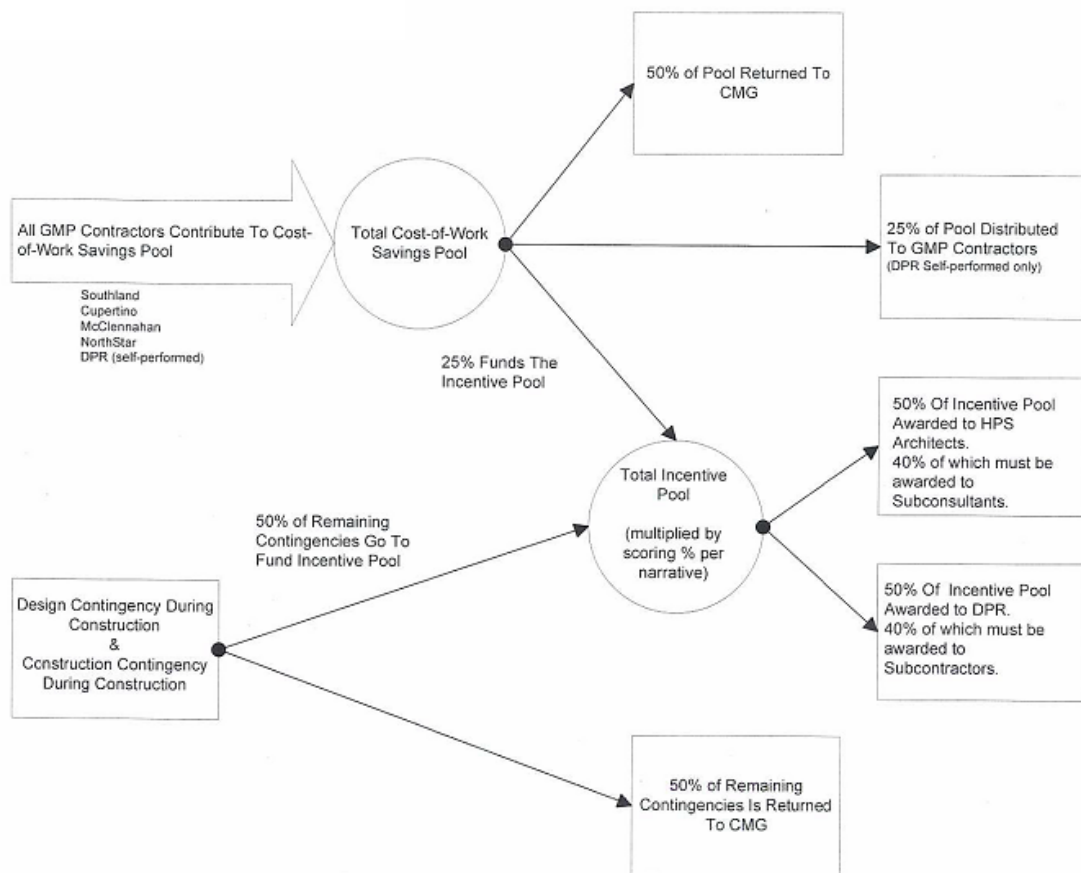 50% of Pool Returned To
CMG
All GMP Contractors Contribute To Cost-
of-Work Savings Pool
Total Cost-of-Work
Savings Pool
25% of Pool Distributed
To GMP Contractors
(DPR Self-performed only)
Southland
Cupertino
McClennahan
NorthStar
DPR (self-performed)
25% Funds The
Incentive Pool
50% Of Incentive Pool
Awarded to HPS
Architects.
40% of which must be
awarded to
Subconsultants.
Total Incentive
Pool
(multiplied by
scoring % per
narrative)
50% of Remaining
Contingencies Go To
Fund Incentive Pool
Design Contingency During
Construction
&
Construction Contingency
During Construction
50% Of Incentive Pool
Awarded to DPR.
40% of which must be
awarded to
Subcontractors.
50% of Remaining
Contingencies Is Returned
To CMG